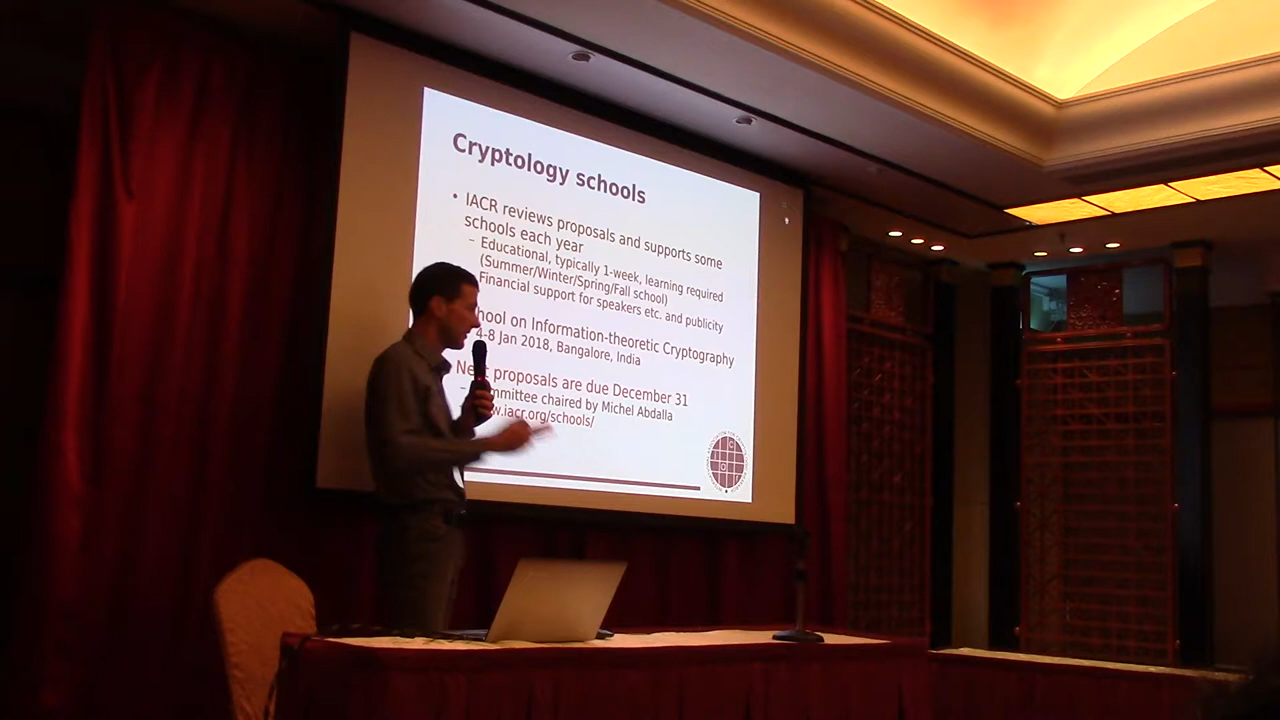 Cryptology schools
• IACR reviews proposals and supports some
schools each year
– Educational, typically 1-week, learning required
(Summer/Winter/Spring/Fall school)
Financial support for speakers etc. and publicity
on Information-theoretic Cryptography
4-8 Jan 2018, Bangalore, India
proposals are due December 31
– chaired by Michel Abdalla
iacr.org/schools/